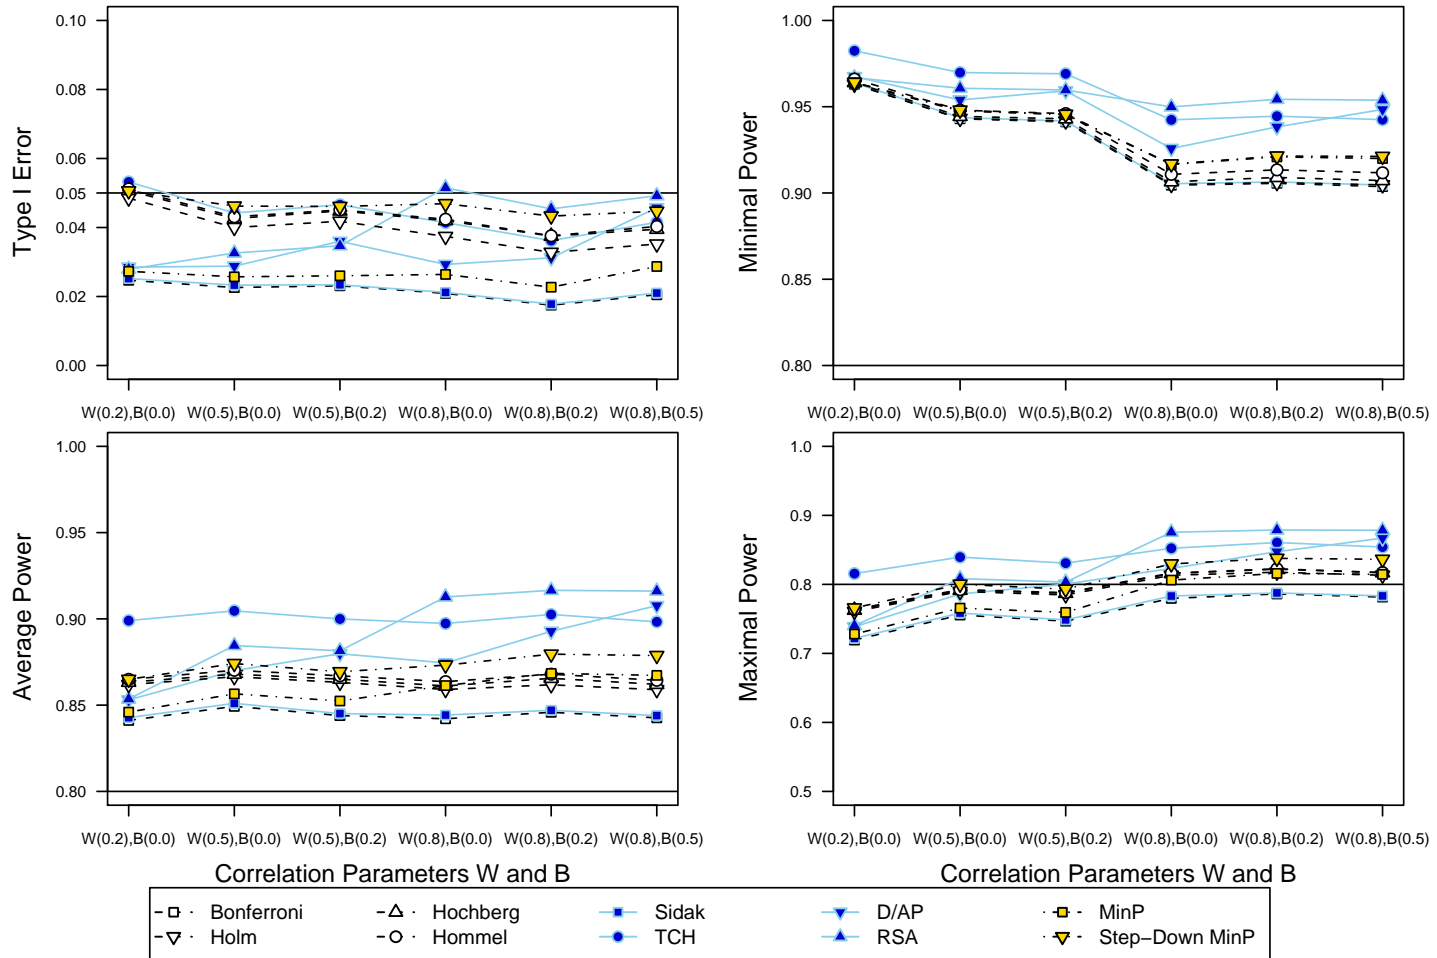 Type I Error
0.10
0.08
0.06
0.05
0.04
0.02
0.00
W(0.2),B(0.0) W(0.5),B(0.0) W(0.5),B(0.2) W(0.8),B(0.0) W(0.8),B(0.2) W(0.8),B(0.5)
Minimal Power
1.00
0.95
0.90
0.85
0.80
W(0.2),B(0.0) W(0.5),B(0.0) W(0.5),B(0.2) W(0.8),B(0.0) W(0.8),B(0.2) W(0.8),B(0.5)
Average Power
1.00
0.95
0.90
0.85
0.80
W(0.2),B(0.0) W(0.5),B(0.0) W(0.5),B(0.2) W(0.8),B(0.0) W(0.8),B(0.2) W(0.8),B(0.5)
Correlation Parameters W and B
Maximal Power
1.0
0.9
0.8
0.7
0.6
0.5
W(0.2),B(0.0) W(0.5),B(0.0) W(0.5),B(0.2) W(0.8),B(0.0) W(0.8),B(0.2) W(0.8),B(0.5)
Correlation Parameters W and B
Bonferroni Hochberg Sidak D/AP MinP
Holm Hommel TCH RSA Step−Down MinP